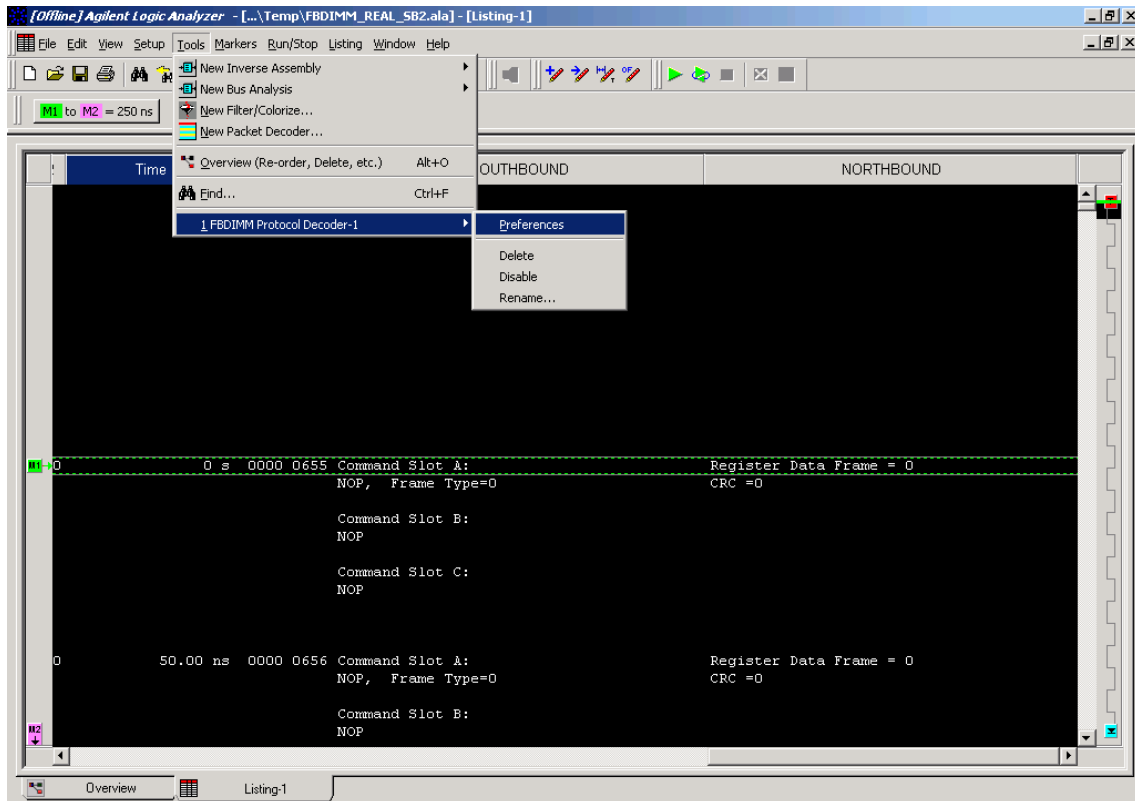 [Offline] Agilent Logic Analyzer - [...\Temp\FBDIMM_REAL_SB2.ala] - [Listing-1]
File Edit View Setup Tools Markers Run/Stop Listing Window Help
M1 to M2 = 250 ns
New Inverse Assembly
New Bus Analysis
New Filter/Colorize...
New Packet Decoder...
Overview (Re-order, Delete, etc.) Alt+O
Find... Ctrl+F
1 FBDIMM Protocol Decoder-1
Preferences
Delete
Disable
Rename...
Time OUTHBOUND NORTHBOUND
M1 0 0 s 0000 0655 Command Slot A: Register Data Frame = 0
NOP, Frame Type=0 CRC =0
Command Slot B:
NOP
Command Slot C:
NOP
0 50.00 ns 0000 0656 Command Slot A: Register Data Frame = 0
NOP, Frame Type=0 CRC =0
Command Slot B:
M2 NOP
Overview Listing-1